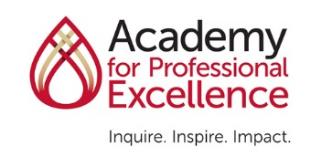 Academy
for Professional
Excellence
Inquire. Inspire. Impact.